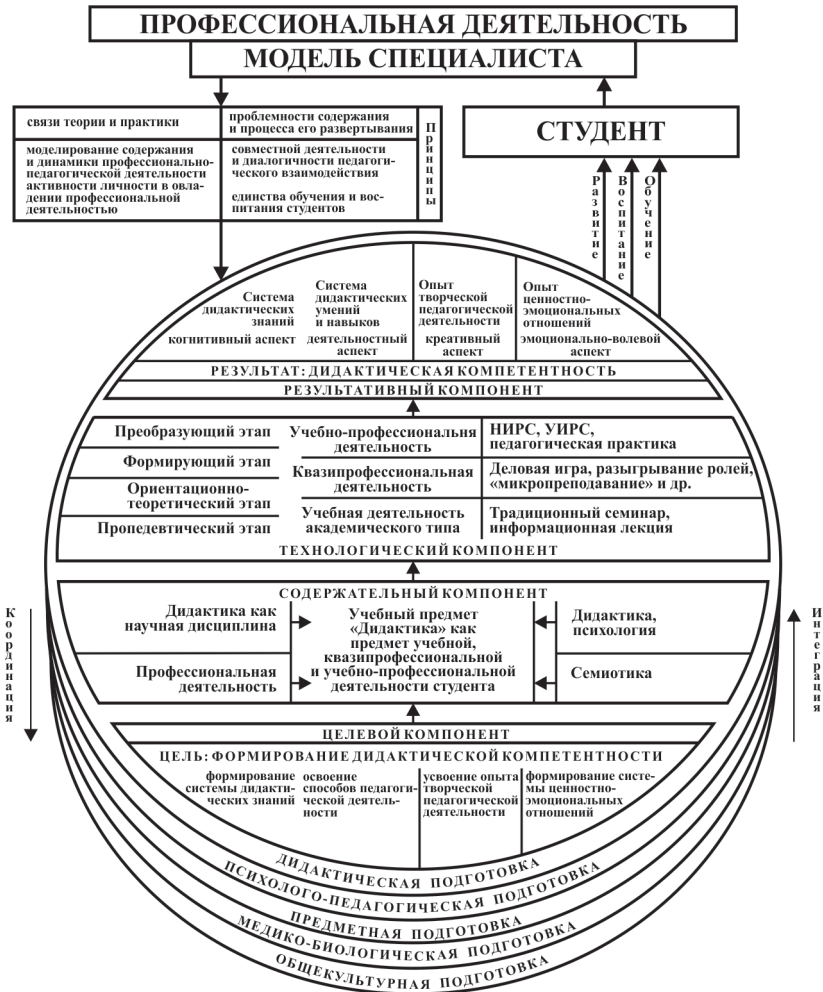 ПРОФЕССИОНАЛЬНАЯ ДЕЯТЕЛЬНОСТЬ
МОДЕЛЬ СПЕЦИАЛИСТА
связи теории и практики
проблемности содержания
и процесса его развертывания
моделирование содержания
и динамики профессионально-
педагогической деятельности
активности личности в овла-
дении профессиональной
деятельностью
совместной деятельности
и диалогичности педагоги-
ческого взаимодействия
единства обучения и вос-
питания студентов
Принципы
СТУДЕНТ
Развитие
Воспитание
Обучение
Система
дидактических
знаний
когнитивный аспект
Система
дидактических
умений
и навыков
деятельностный
аспект
Опыт
творческой
педагогической
деятельности
креативный
аспект
Опыт
ценностно-
эмоциональных
отношений
эмоционально-волевой
аспект
РЕЗУЛЬТАТ: ДИДАКТИЧЕСКАЯ КОМПЕТЕНТНОСТЬ
РЕЗУЛЬТАТИВНЫЙ КОМПОНЕНТ
Преобразующий этап
Формирующий этап
Ориентационно-
теоретический этап
Пропедевтический этап
Учебно-профессиональня
деятельность
Квазипрофессиональная
деятельность
Учебная деятельность
академического типа
НИРС, УИРС,
педагогическая практика
Деловая игра, разыгрывание ролей,
«микропреподавание» и др.
Традиционный семинар,
информационная лекция
ТЕХНОЛОГИЧЕСКИЙ КОМПОНЕНТ
СОДЕРЖАТЕЛЬНЫЙ КОМПОНЕНТ
Дидактика как
научная дисциплина
Профессиональная
деятельность
Учебный предмет
«Дидактика» как
предмет учебной,
квазипрофессиональной
и учебно-профессиональной
деятельности студента
Дидактика,
психология
Семиотика
Координация
Интеграция
ЦЕЛЕВОЙ КОМПОНЕНТ
ЦЕЛЬ: ФОРМИРОВАНИЕ ДИДАКТИЧЕСКОЙ КОМПЕТЕНТНОСТИ
формирование
системы дидакти-
ческих знаний
освоение
способов педагоги-
ческой деятель-
ности
усвоение опыта
творческой
педагогической
деятельности
формирование систе-
мы ценностно-
эмоциональных
отношений
ДИДАКТИЧЕСКАЯ ПОДГОТОВКА
ПСИХОЛОГО-ПЕДАГОГИЧЕСКАЯ ПОДГОТОВКА
ПРЕДМЕТНАЯ ПОДГОТОВКА
МЕДИКО-БИОЛОГИЧЕСКАЯ ПОДГОТОВКА
ОБЩЕКУЛЬТУРНАЯ ПОДГОТОВКА